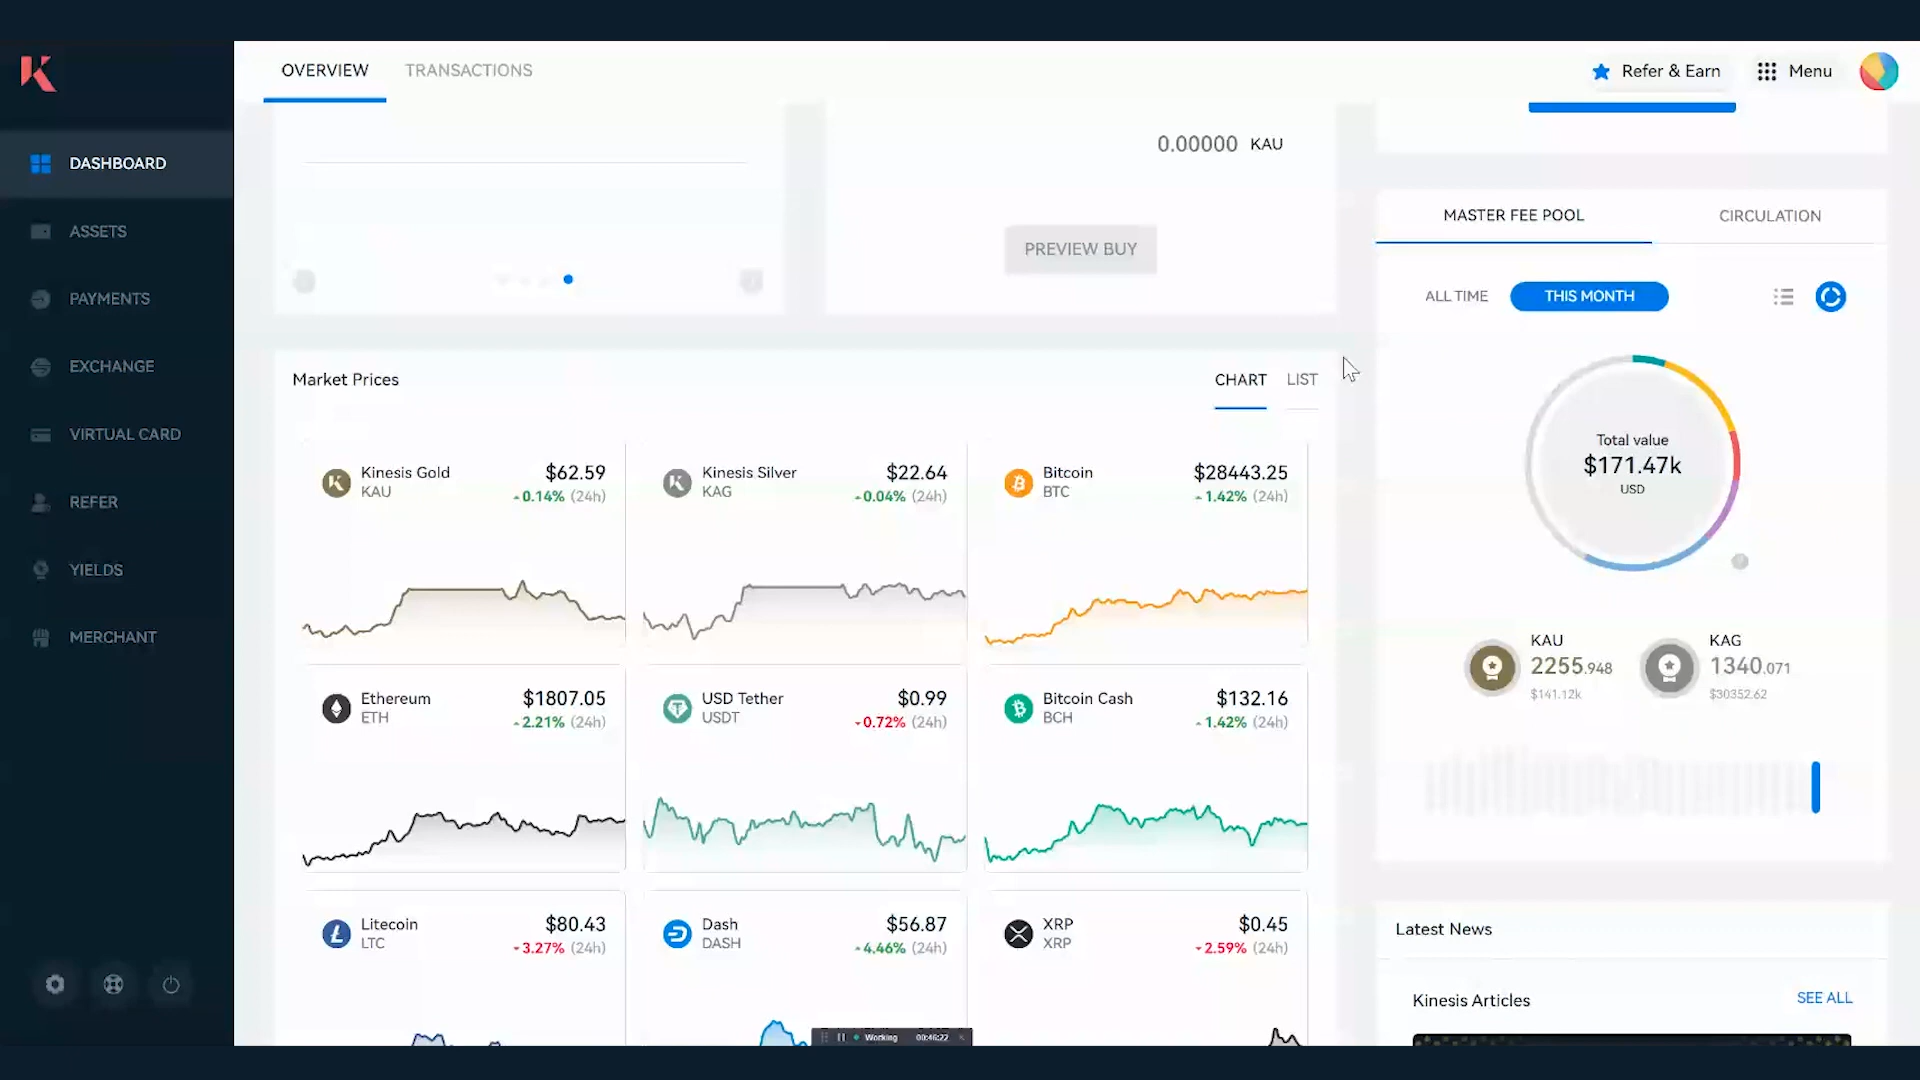 OVERVIEW
TRANSACTIONS
Refer & Earn
Menu
DASHBOARD
ASSETS
PAYMENTS
EXCHANGE
VIRTUAL CARD
REFER
YIELDS
MERCHANT
0.00000 KAU
PREVIEW BUY
Market Prices
CHART
LIST
Kinesis Gold
KAU
$62.59
0.14% (24h)
Kinesis Silver
KAG
$22.64
0.04% (24h)
Bitcoin
BTC
$28443.25
1.42% (24h)
Ethereum
ETH
$1807.05
2.21% (24h)
USD Tether
USDT
$0.99
0.72% (24h)
Bitcoin Cash
BCH
$132.16
1.42% (24h)
Litecoin
LTC
$80.43
3.27% (24h)
Dash
DASH
$56.87
4.46% (24h)
XRP
XRP
$0.45
2.59% (24h)
Working 00:46:22
MASTER FEE POOL
CIRCULATION
ALL TIME
THIS MONTH
Total value
$171.47k
USD
KAU
2255.948
$141.12k
KAG
1340.071
$30352.62
Latest News
Kinesis Articles
SEE ALL